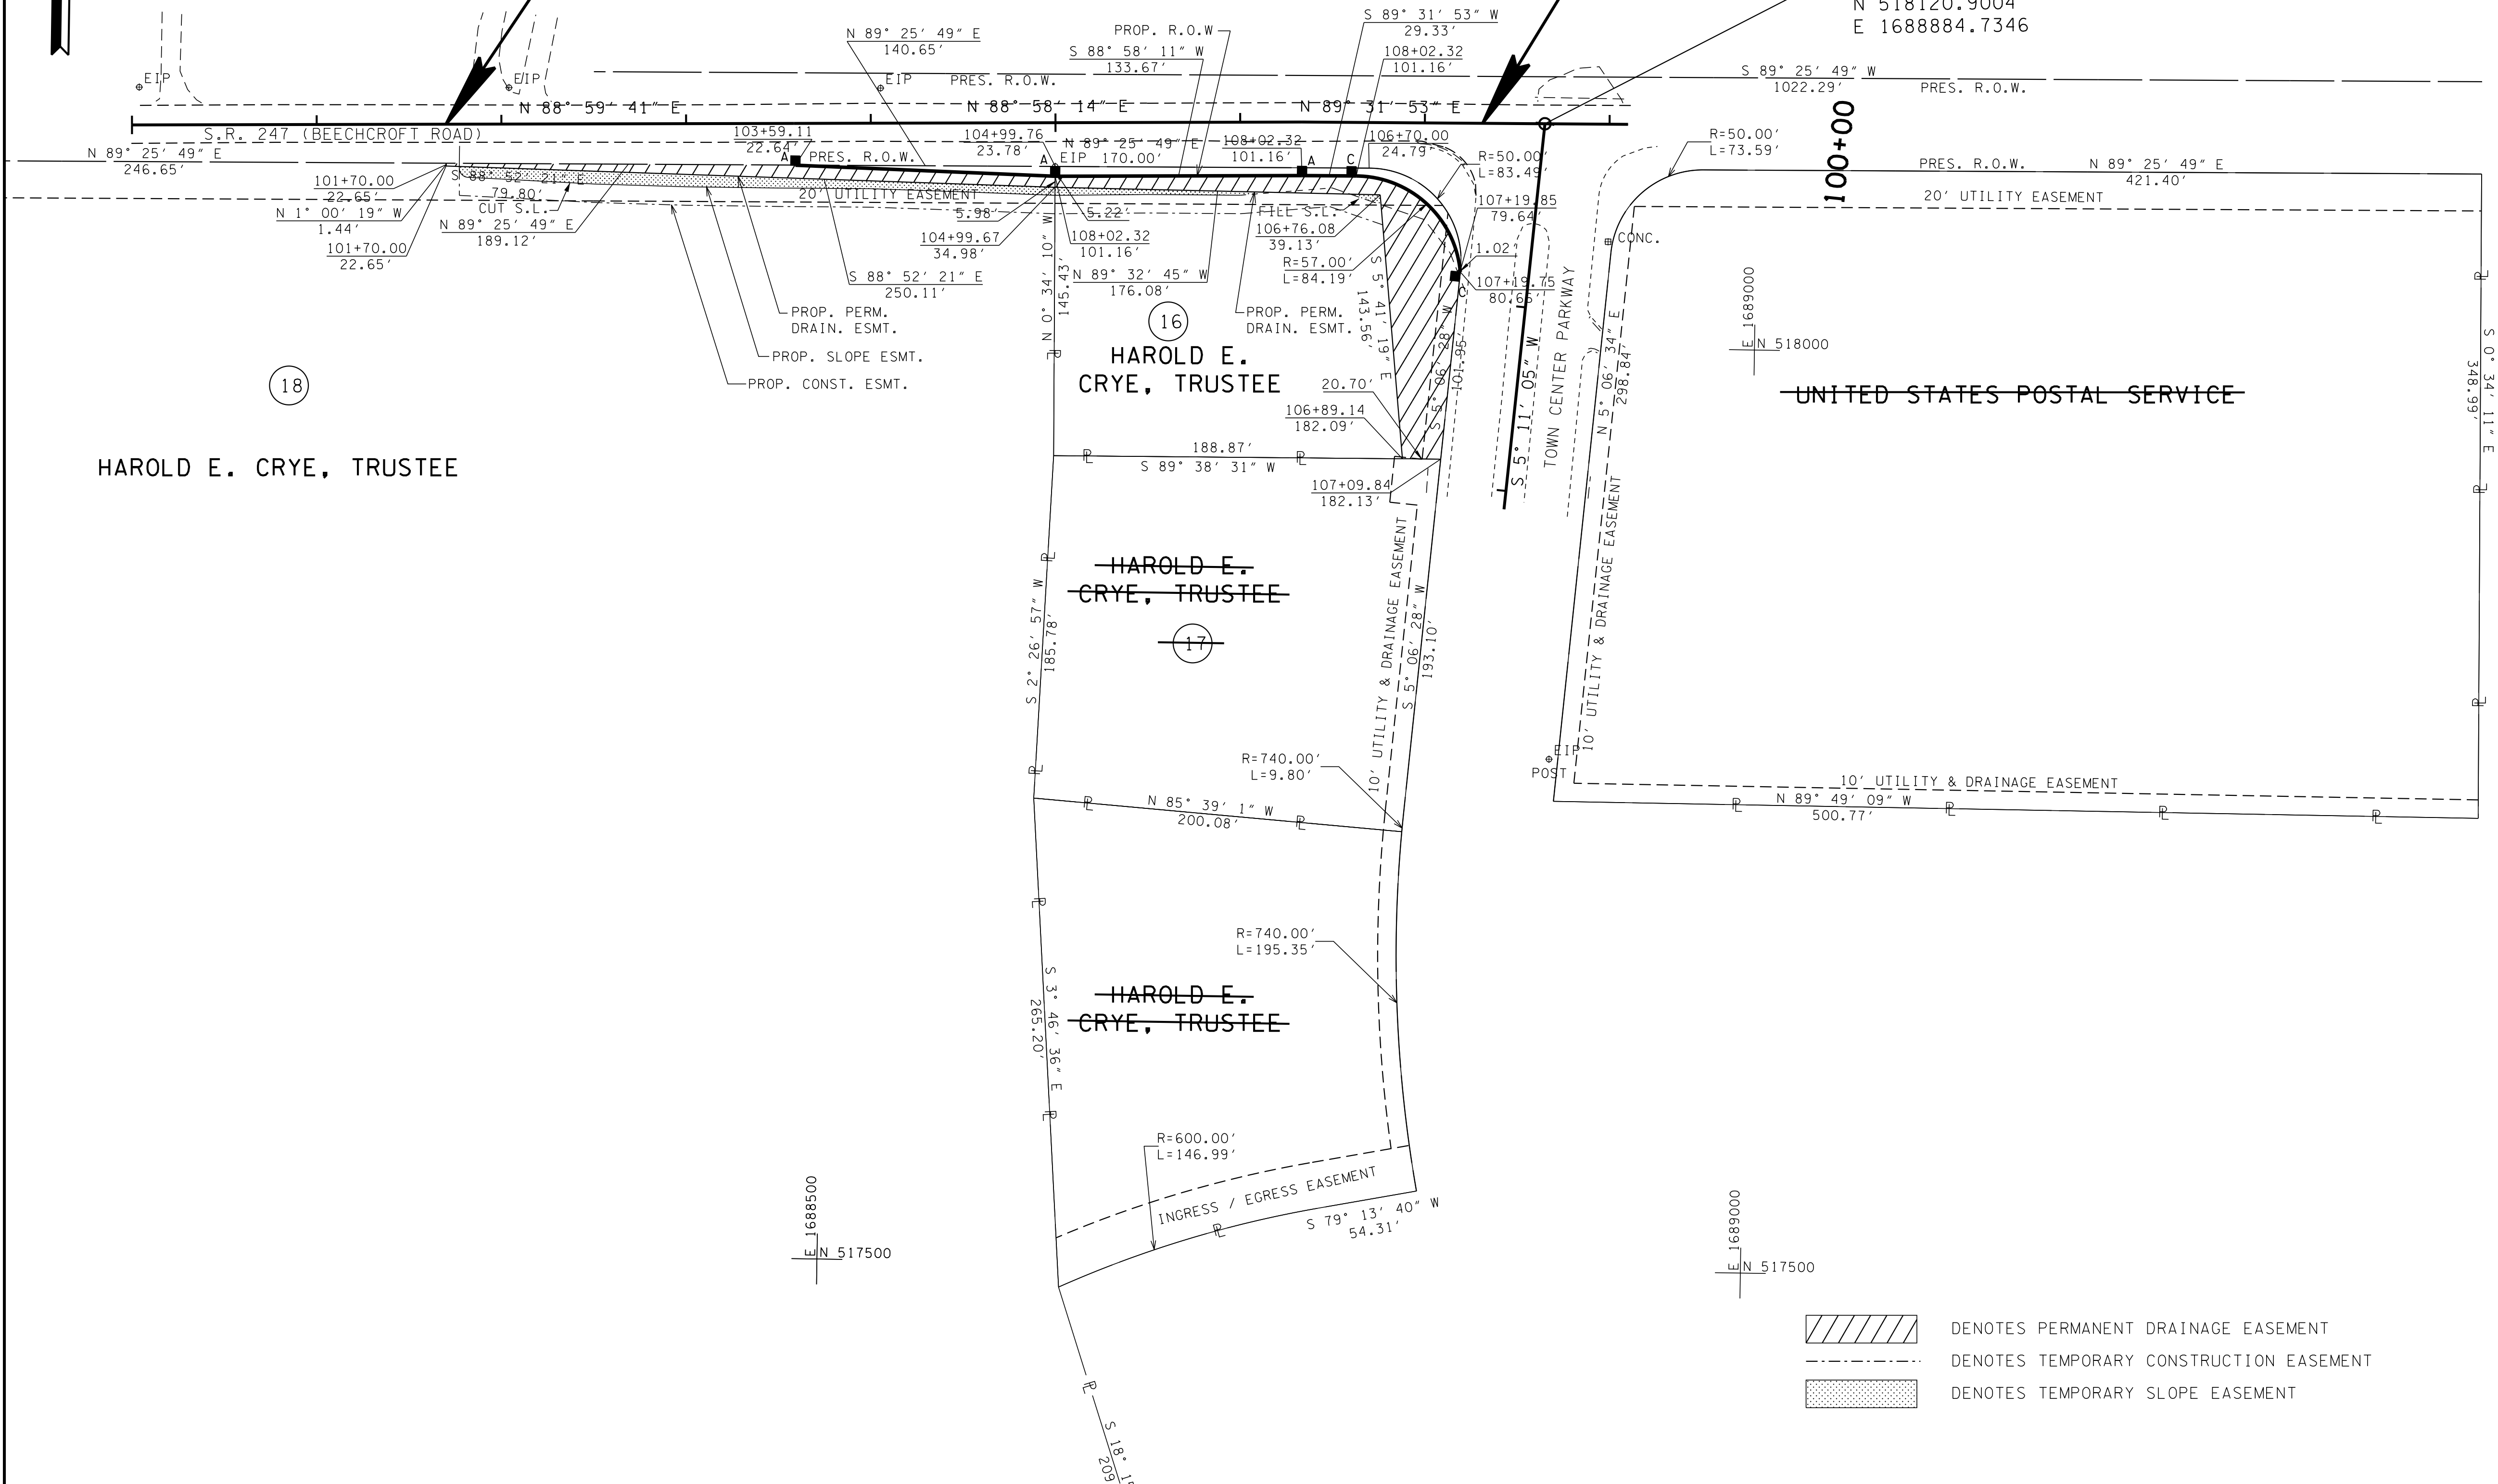 N 518120.9004
E 1688884.7346
S 89° 31′ 53″ W
29.33′
PROP. R.O.W
N 89° 25′ 49″ E
140.65′
S 88° 58′ 11″ W
133.67′
108+02.32
101.16′
EIP
EIP
EIP
PRES. R.O.W.
S 89° 25′ 49″ W
1022.29′
PRES. R.O.W.
N 88° 59′ 41″ E
N 88° 58′ 14″ E
N 89° 31′ 53″ E
100+00
S.R. 247 (BEECHCROFT ROAD)
103+59.11
22.64′
104+99.76
23.78′
N 89° 25′ 49″ E
170.00′
EIP
108+02.32
101.16′
106+70.00
24.79′
R=50.00′
L=83.49′
R=50.00′
L=73.59′
N 89° 25′ 49″ E
246.65′
A
PRES. R.O.W.
A
A
C
PRES. R.O.W.
N 89° 25′ 49″ E
421.40′
101+70.00
22.65′
S 88° 52′ 21″ E
79.80′
CUT S.L.
20′ UTILITY EASEMENT
20′ UTILITY EASEMENT
N 1° 00′ 19″ W
1.44′
N 89° 25′ 49″ E
189.12′
101+70.00
22.65′
5.98′
5.22′
104+99.67
34.98′
108+02.32
101.16′
FILL S.L.
106+76.08
39.13′
107+19.85
79.64′
1.02′
CONC.
R=57.00′
L=84.19′
S 88° 52′ 21″ E
250.11′
N 89° 32′ 45″ W
176.08′
107+19.75
80.66′
C
N 0° 34′ 10″ W
145.43′
S 5° 41′ 19″ E
143.56′
S 5° 06′ 28″ W
101.95′
S 5° 11′ 05″ W
TOWN CENTER PARKWAY
N 5° 06′ 34″ E
298.84′
PROP. PERM.
DRAIN. ESMT.
PROP. SLOPE ESMT.
PROP. CONST. ESMT.
PROP. PERM.
DRAIN. ESMT.
16
HAROLD E.
CRYE, TRUSTEE
E 1689000
N 518000
S 0° 34′ 11″ E
348.99′
18
HAROLD E. CRYE, TRUSTEE
UNITED STATES POSTAL SERVICE
20.70′
106+89.14
182.09′
188.87′
S 89° 38′ 31″ W
107+09.84
182.13′
HAROLD E.
CRYE, TRUSTEE
17
S 2° 26′ 57″ W
185.78′
10′ UTILITY & DRAINAGE EASEMENT
S 5° 06′ 28″ W
193.10′
10′ UTILITY & DRAINAGE EASEMENT
EIP
POST
R=740.00′
L=9.80′
N 85° 39′ 1″ W
200.08′
10′ UTILITY & DRAINAGE EASEMENT
N 89° 49′ 09″ W
500.77′
R=740.00′
L=195.35′
HAROLD E.
CRYE, TRUSTEE
S 3° 46′ 36″ E
265.20′
R=600.00′
L=146.99′
INGRESS / EGRESS EASEMENT
S 79° 13′ 40″ W
54.31′
E 1688500
N 517500
E 1689000
N 517500
DENOTES PERMANENT DRAINAGE EASEMENT
DENOTES TEMPORARY CONSTRUCTION EASEMENT
DENOTES TEMPORARY SLOPE EASEMENT
S 18°
209